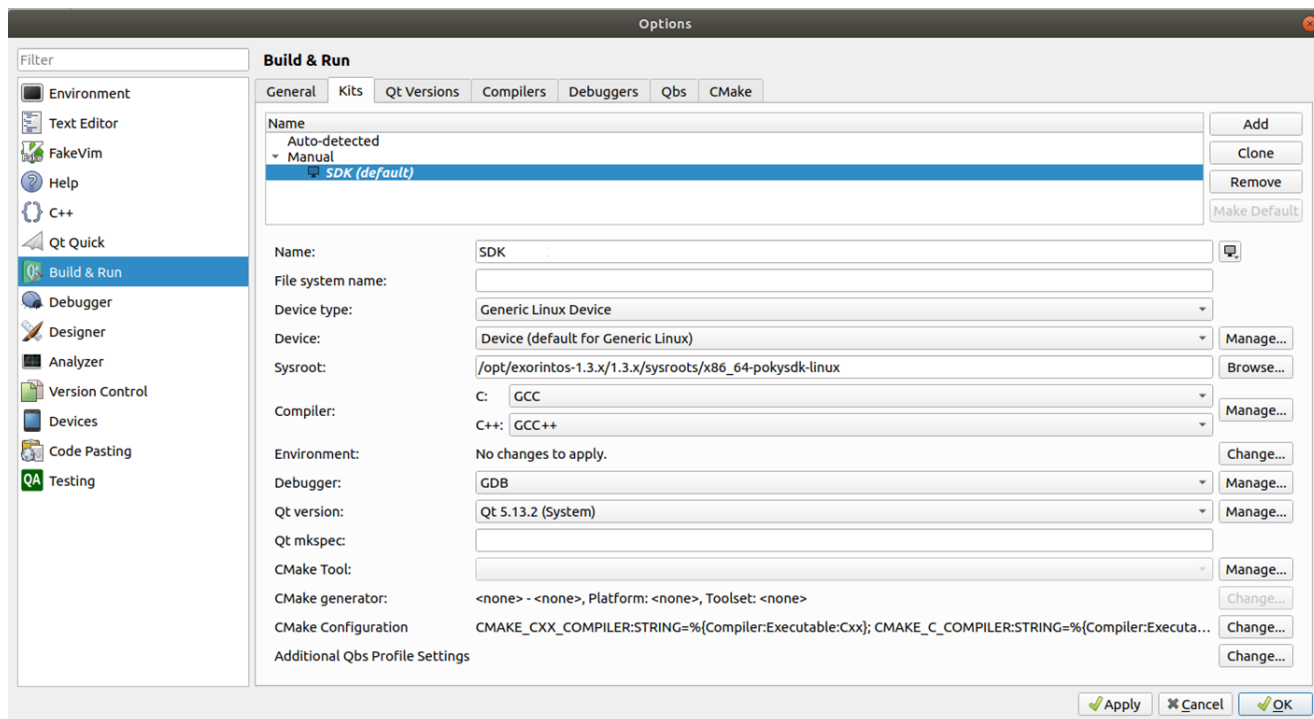 Options
Filter
Environment
Text Editor
FakeVim
Help
C++
Qt Quick
Build & Run
Debugger
Designer
Analyzer
Version Control
Devices
Code Pasting
QA Testing
Build & Run
General Kits Qt Versions Compilers Debuggers Qbs CMake
Name
Auto-detected
Manual
SDK (default)
Add
Clone
Remove
Make Default
Name: SDK
File system name:
Device type: Generic Linux Device
Device: Device (default for Generic Linux) Manage...
Sysroot: /opt/exorintos-1.3.x/1.3.x/sysroots/x86_64-pokysdk-linux Browse...
Compiler: C: GCC Manage...
C++: GCC++
Environment: No changes to apply. Change...
Debugger: GDB Manage...
Qt version: Qt 5.13.2 (System) Manage...
Qt mkspec:
CMake Tool: Manage...
CMake generator: <none> - <none>, Platform: <none>, Toolset: <none> Change...
CMake Configuration CMAKE_CXX_COMPILER:STRING=%{Compiler:Executable:Cxx}; CMAKE_C_COMPILER:STRING=%{Compiler:Executa... Change...
Additional Qbs Profile Settings Change...
Apply Cancel OK